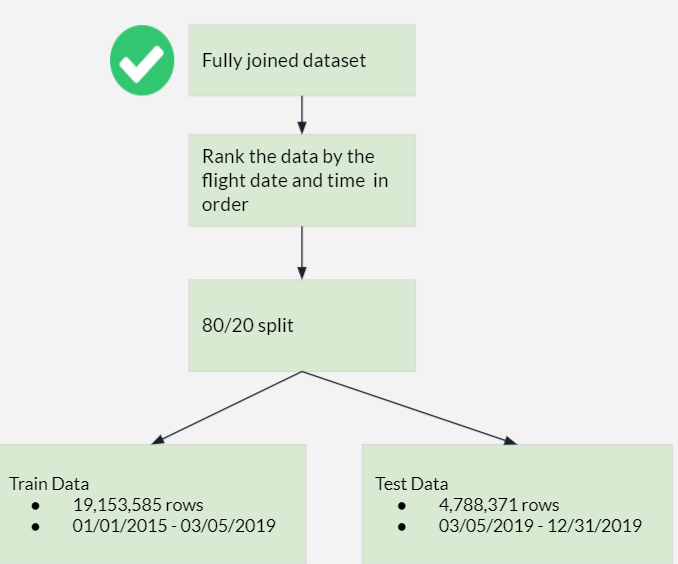 Fully joined dataset
Rank the data by the
flight date and time in
order
80/20 split
Train Data
● 19,153,585 rows
● 01/01/2015 - 03/05/2019
Test Data
● 4,788,371 rows
● 03/05/2019 - 12/31/2019